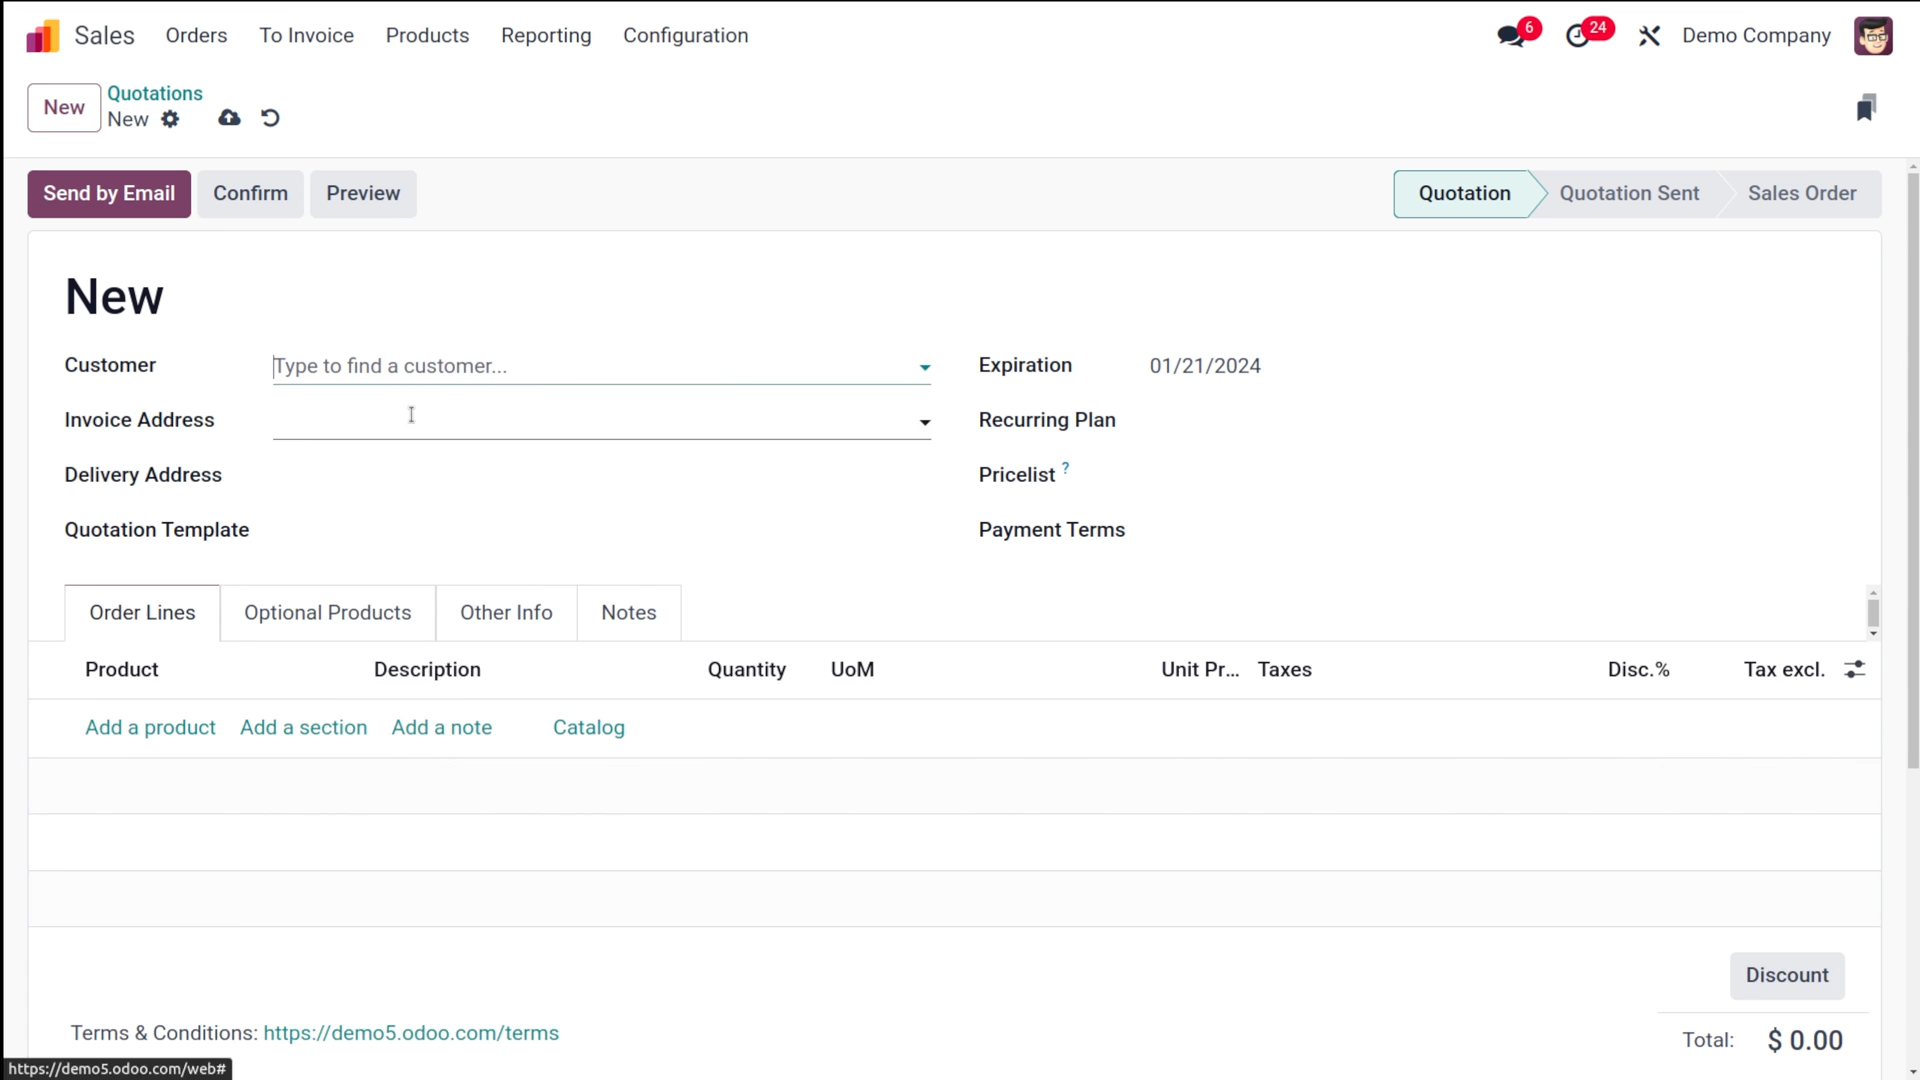 Sales Orders To Invoice Products Reporting Configuration 6 24 Demo Company
New Quotations
New
Send by Email Confirm Preview Quotation Quotation Sent Sales Order
New
Customer Type to find a customer... Expiration 01/21/2024
Invoice Address Recurring Plan
Delivery Address Pricelist ?
Quotation Template Payment Terms
Order Lines Optional Products Other Info Notes
Product Description Quantity UoM Unit Pr... Taxes Disc.% Tax excl.
Add a product Add a section Add a note Catalog
Discount
Terms & Conditions: https://demo5.odoo.com/terms
Total: $ 0.00
https://demo5.odoo.com/web#